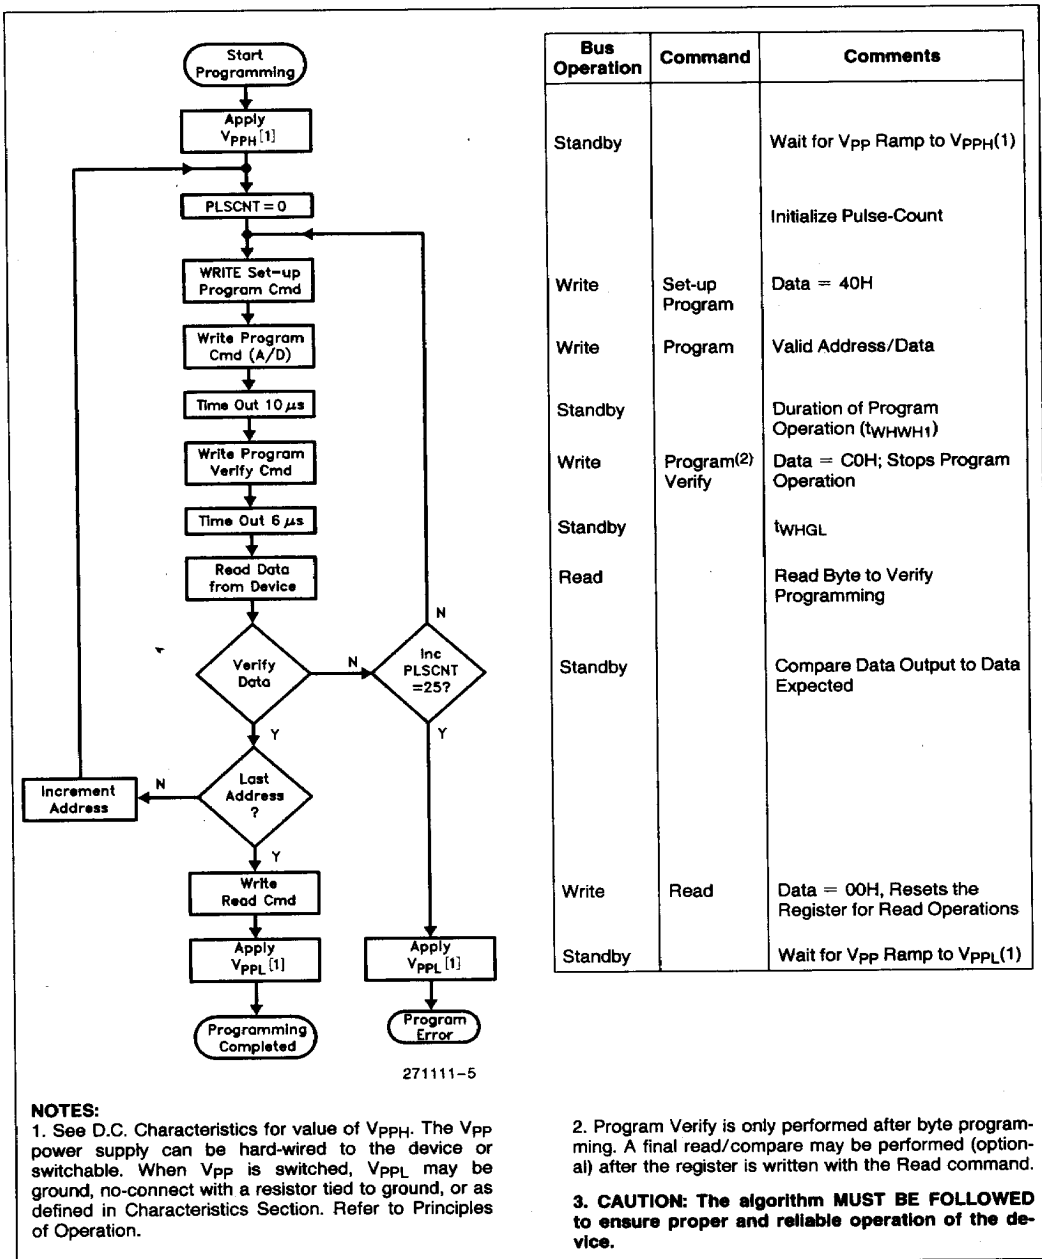 Start
Programming
Apply
VPPH[1]
PLSCNT = 0
WRITE Set-up
Program Cmd
Write Program
Cmd (A/D)
Time Out 10 μs
Write Program
Verify Cmd
Time Out 6 μs
Read Data
from Device
Verify
Data
N
Y
Inc
PLSCNT
=25?
N
Y
Last
Address
?
N
Y
Increment
Address
Write
Read Cmd
Apply
VPPL[1]
Programming
Completed
Apply
VPPL[1]
Program
Error
271111-5
Bus Operation Command Comments
Standby Wait for VPP Ramp to VPPH(1)
Initialize Pulse-Count
Write Set-up Data = 40H
Program
Write Program Valid Address/Data
Standby Duration of Program
Operation (tWHWH1)
Write Program(2) Data = C0H; Stops Program
Verify Operation
Standby tWHGL
Read Read Byte to Verify
Programming
Standby Compare Data Output to Data
Expected
Write Read Data = 00H, Resets the
Register for Read Operations
Standby Wait for VPP Ramp to VPPL(1)
NOTES:
1. See D.C. Characteristics for value of VPPH. The VPP
power supply can be hard-wired to the device or
switchable. When VPP is switched, VPPL may be
ground, no-connect with a resistor tied to ground, or as
defined in Characteristics Section. Refer to Principles
of Operation.
2. Program Verify is only performed after byte program-
ming. A final read/compare may be performed (option-
al) after the register is written with the Read command.
3. CAUTION: The algorithm MUST BE FOLLOWED
to ensure proper and reliable operation of the de-
vice.